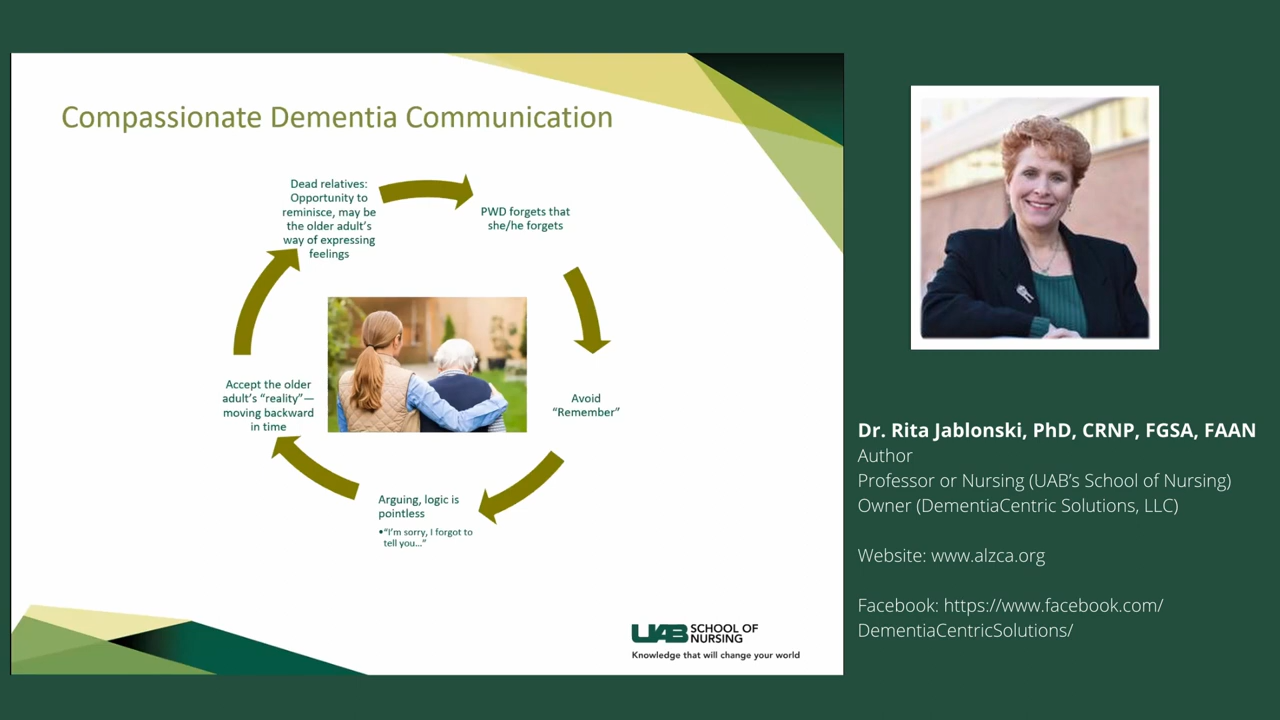 Compassionate Dementia Communication
Dead relatives:
Opportunity to
reminisce, may be
the older adult's
way of expressing
feelings
PWD forgets that
she/he forgets
Avoid
“Remember”
Arguing, logic is
pointless
•“I'm sorry, I forgot to
tell you…”
Accept the older
adult's “reality”—
moving backward
in time
UAB SCHOOL OF
NURSING
Knowledge that will change your world
Dr. Rita Jablonski, PhD, CRNP, FGSA, FAAN
Author
Professor or Nursing (UAB's School of Nursing)
Owner (DementiaCentric Solutions, LLC)
Website: www.alzca.org
Facebook: https://www.facebook.com/
DementiaCentricSolutions/